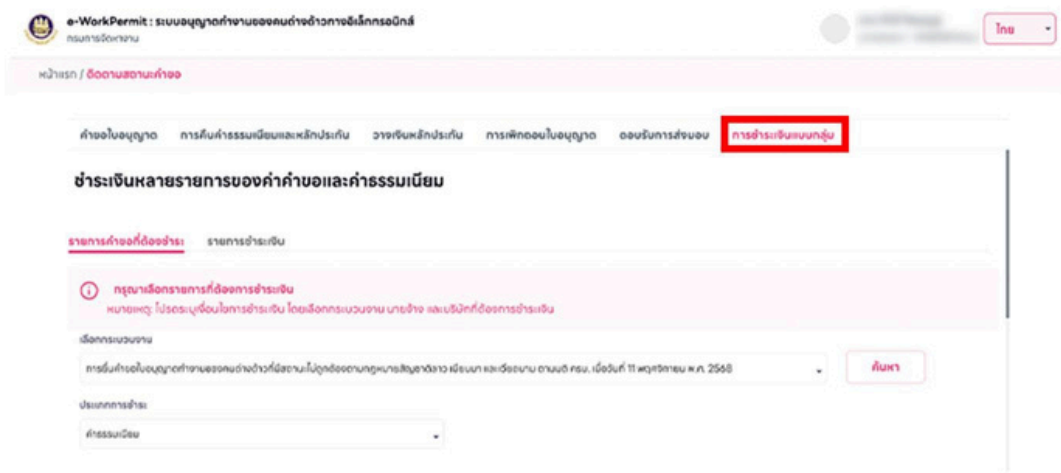 e-WorkPermit : ระบบอนุญาตทำงานของคนต่างด้าวทางอิเล็กทรอนิกส์
กรมการจัดหางาน
ไทย
หน้าแรก / ติดตามสถานะคำขอ
คำขอใบอนุญาต การคืนค่าธรรมเนียมและหลักประกัน วางเงินหลักประกัน การเพิกถอนใบอนุญาต ตอบรับการส่งมอบ การชำระเงินแบบกลุ่ม
ชำระเงินหลายรายการของค่าคำขอและค่าธรรมเนียม
รายการคำขอที่ต้องชำระ รายการชำระเงิน
กรุณาเลือกรายการที่ต้องการชำระเงิน
หมายเหตุ: โปรดระบุเงื่อนไขการชำระเงิน โดยเลือกกระบวนงาน นายจ้าง และบริษัทที่ต้องการชำระเงิน
เลือกกระบวนงาน
การยื่นคำขอใบอนุญาตทำงานของคนต่างด้าวที่มีสถานะไม่ถูกต้องตามกฎหมายสัญชาติลาว เมียนมา และเวียดนาม ตามมติ ครม. เมื่อวันที่ 11 พฤศจิกายน พ.ศ. 2568
ค้นหา
ประเภทการชำระ
ค่าธรรมเนียม